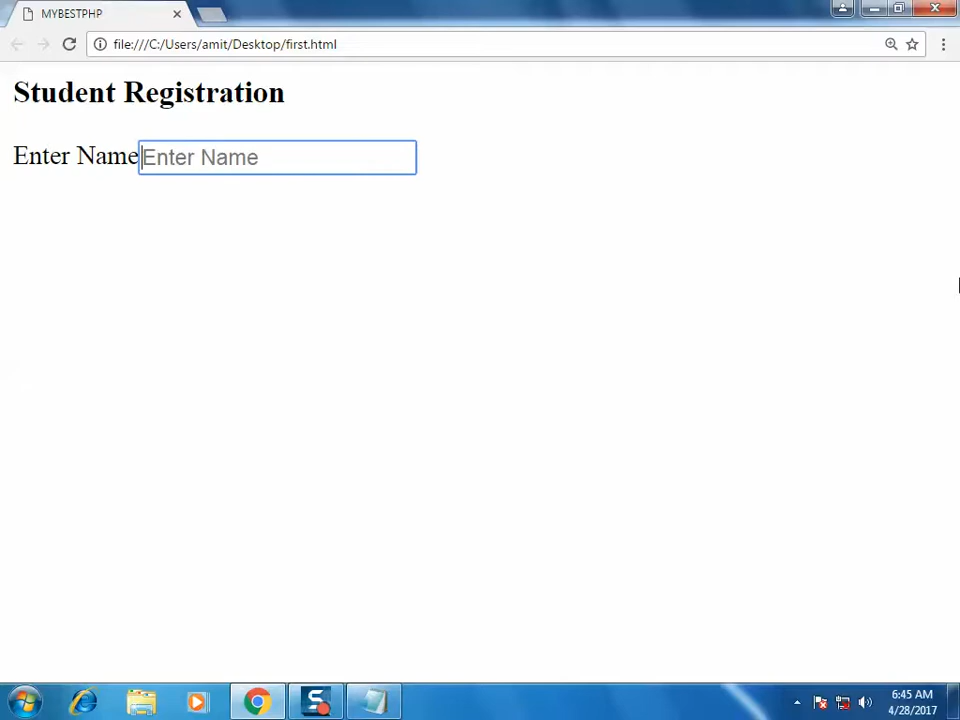 MYBESTPHP
file:///C:/Users/amit/Desktop/first.html
Student Registration
Enter Name Enter Name
6:45 AM
4/28/2017